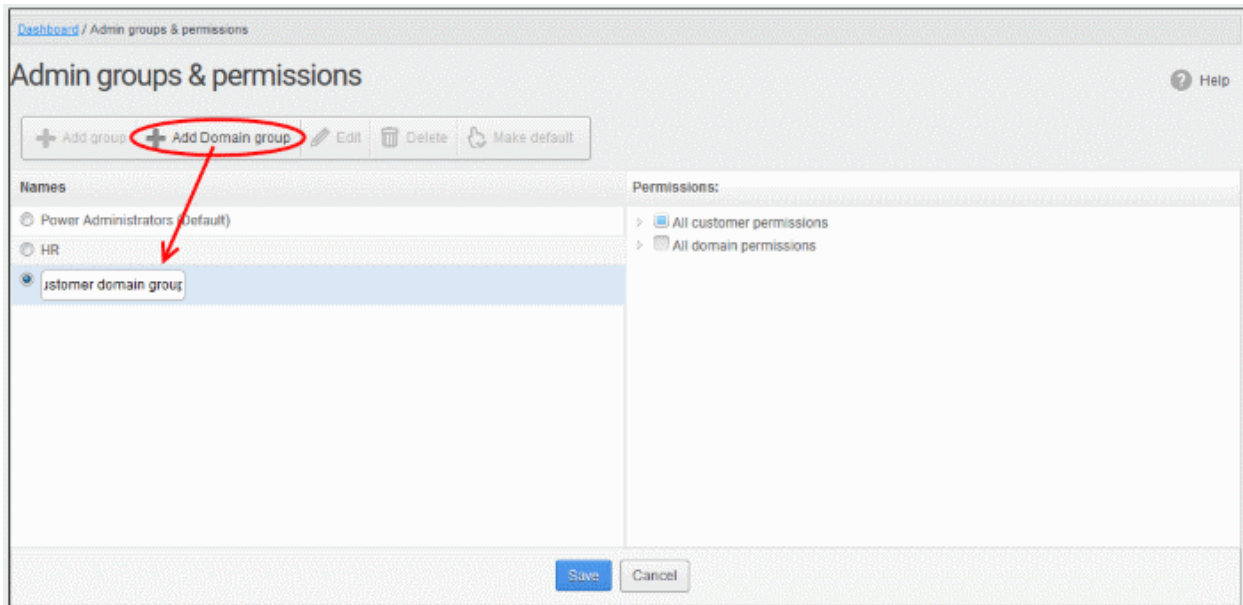 Dashboard / Admin groups & permissions
Admin groups & permissions
Help
Add group Add Domain group Edit Delete Make default
Names
Permissions:
Power Administrators (Default)
All customer permissions
HR
All domain permissions
ustomer domain group
Save Cancel